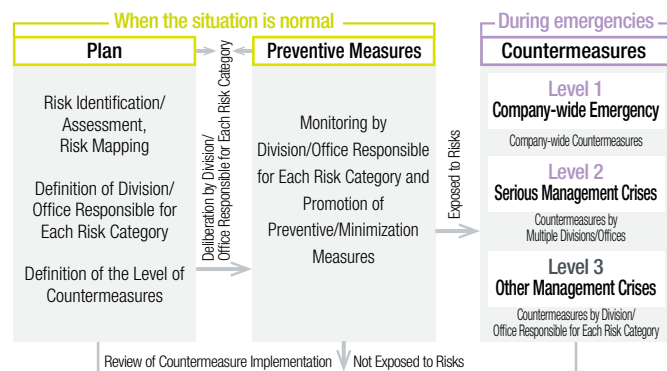 When the situation is normal
During emergencies
Plan
Preventive Measures
Countermeasures
Risk Identification/
Assessment,
Risk Mapping
Definition of Division/
Office Responsible for
Each Risk Category
Definition of the Level of
Countermeasures
Deliberation by Division/
Office Responsible for Each Risk Category
Monitoring by
Division/Office Responsible
for Each Risk Category and
Promotion of
Preventive/Minimization
Measures
Exposed to Risks
Level 1
Company-wide Emergency
Company-wide Countermeasures
Level 2
Serious Management Crises
Countermeasures by
Multiple Divisions/Offices
Level 3
Other Management Crises
Countermeasures by Division/
Office Responsible for Each Risk Category
Review of Countermeasure Implementation
Not Exposed to Risks